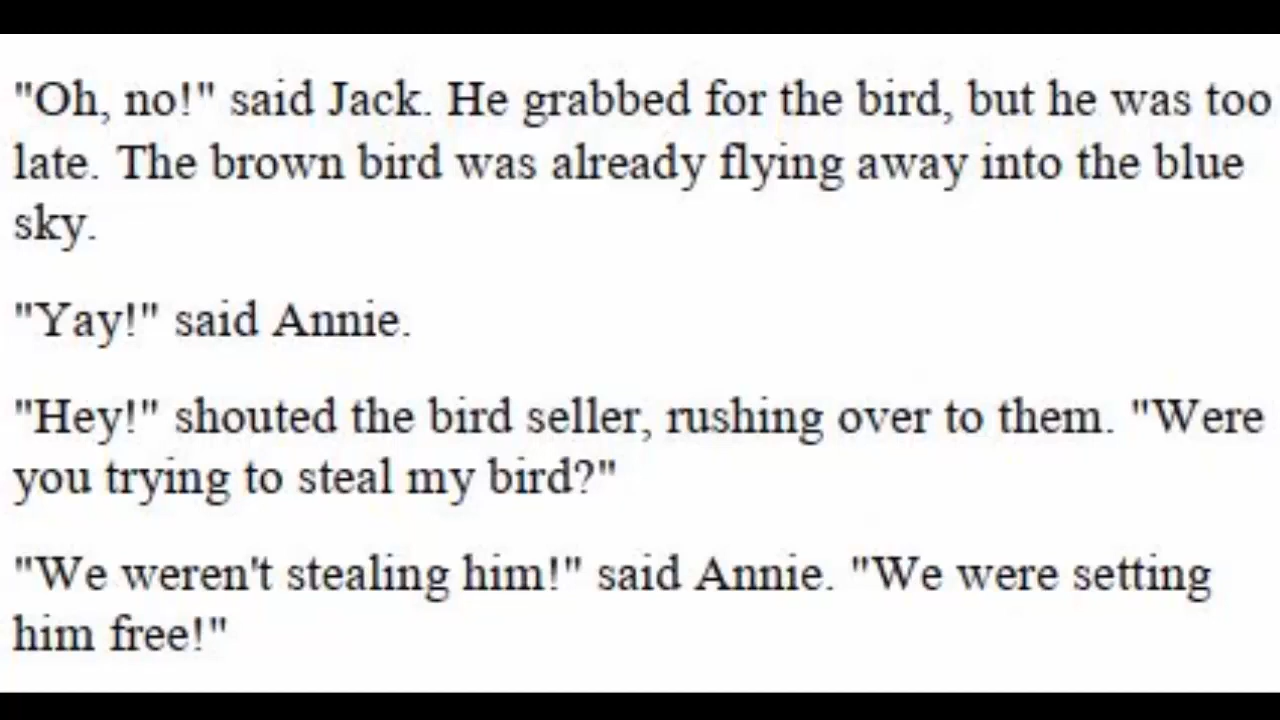 "Oh, no!" said Jack. He grabbed for the bird, but he was too
late. The brown bird was already flying away into the blue
sky.
"Yay!" said Annie.
"Hey!" shouted the bird seller, rushing over to them. "Were
you trying to steal my bird?"
"We weren't stealing him!" said Annie. "We were setting
him free!"